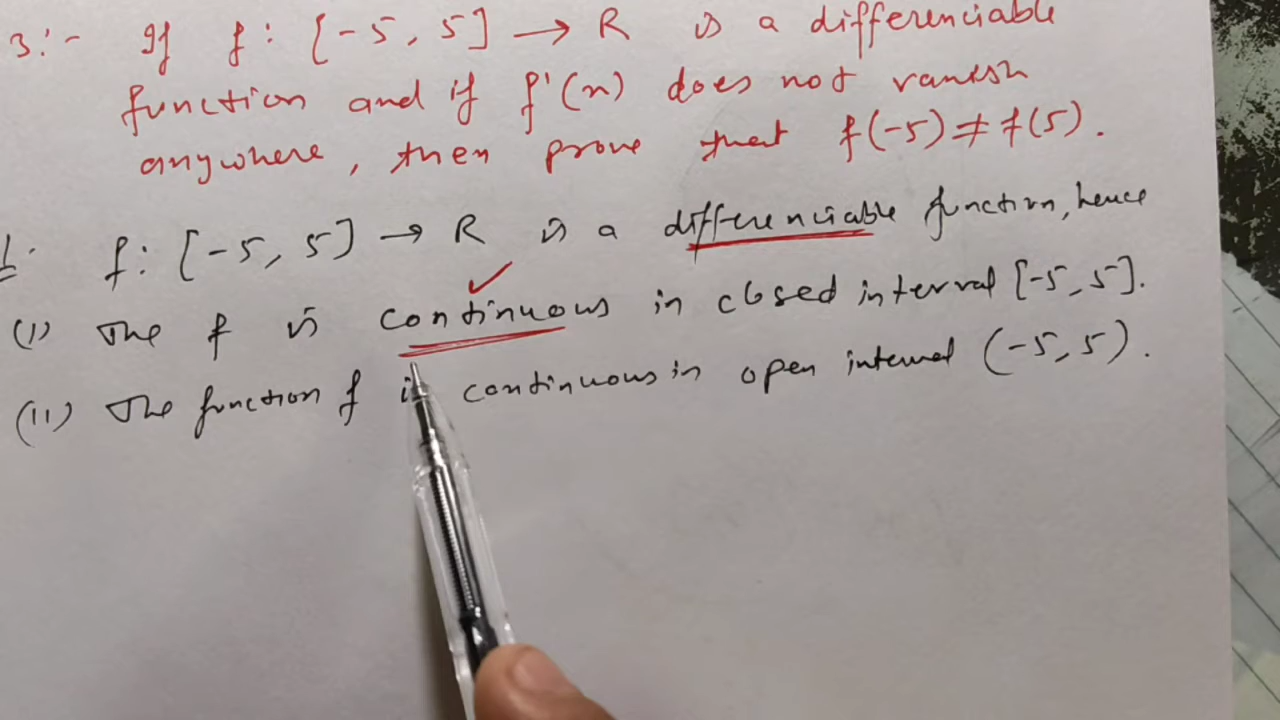 3:- If f: [-5, 5] → R is a differenciable
function and if f'(x) does not vanish
anywhere, then prove that f(-5) ≠ f(5).
f: [-5, 5] → R is a differenciable function, hence
(i) The f is continuous in closed interval [-5, 5].
(ii) The function f is continuous in open interval (-5, 5).